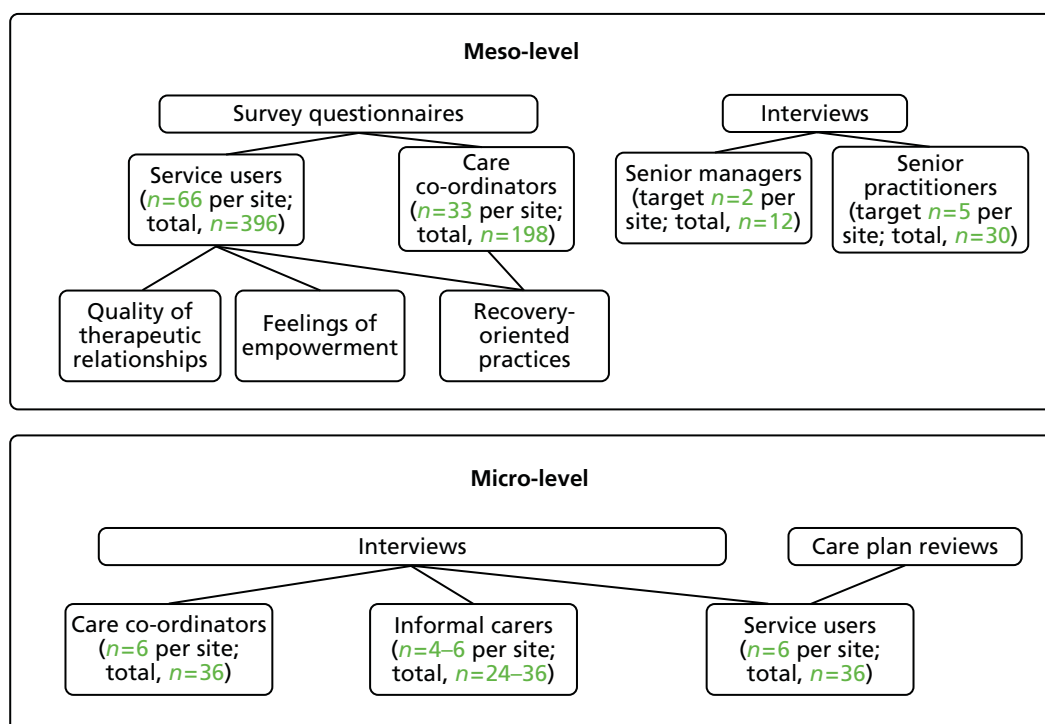 Meso-level
Survey questionnaires
Interviews
Service users
(n=66 per site;
total, n=396)
Care
co-ordinators
(n=33 per site;
total, n=198)
Senior managers
(target n=2 per
site; total, n=12)
Senior
practitioners
(target n=5 per
site; total, n=30)
Quality of
therapeutic
relationships
Feelings of
empowerment
Recovery-
oriented
practices
Micro-level
Interviews
Care plan reviews
Care co-ordinators
(n=6 per site;
total, n=36)
Informal carers
(n=4–6 per site;
total, n=24–36)
Service users
(n=6 per site;
total, n=36)